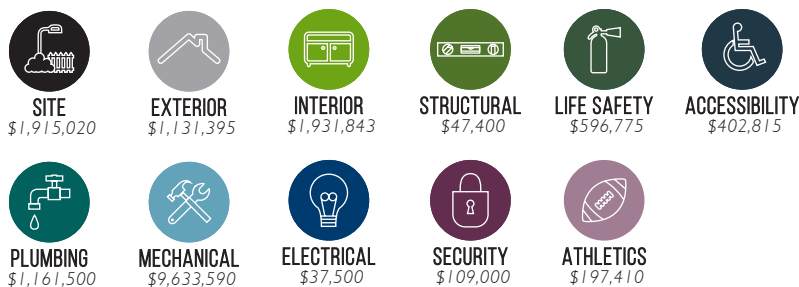 SITE
$1,915,020
EXTERIOR
$1,131,395
INTERIOR
$1,931,843
STRUCTURAL
$47,400
LIFE SAFETY
$596,775
ACCESSIBILITY
$402,815
PLUMBING
$1,161,500
MECHANICAL
$9,633,590
ELECTRICAL
$37,500
SECURITY
$109,000
ATHLETICS
$197,410